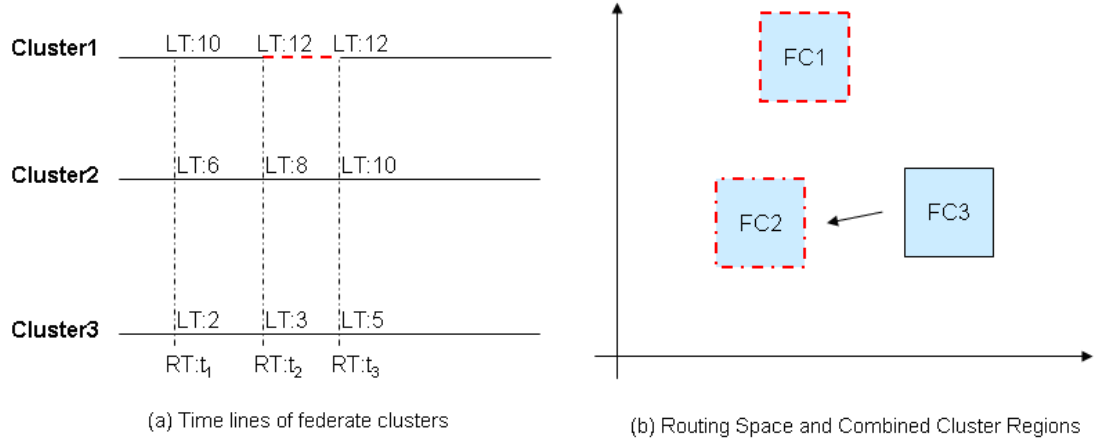 Cluster1 LT:10 LT:12 LT:12
Cluster2 LT:6 LT:8 LT:10
Cluster3 LT:2 LT:3 LT:5
RT:t1 RT:t2 RT:t3
(a) Time lines of federate clusters
FC1
FC2
FC3
(b) Routing Space and Combined Cluster Regions